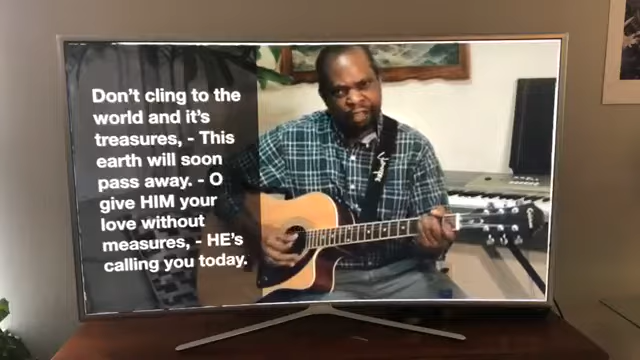 Don't cling to the
world and it's
treasures, - This
earth will soon
pass away. - O
give HIM your
love without
measures, - HE's
calling you today.